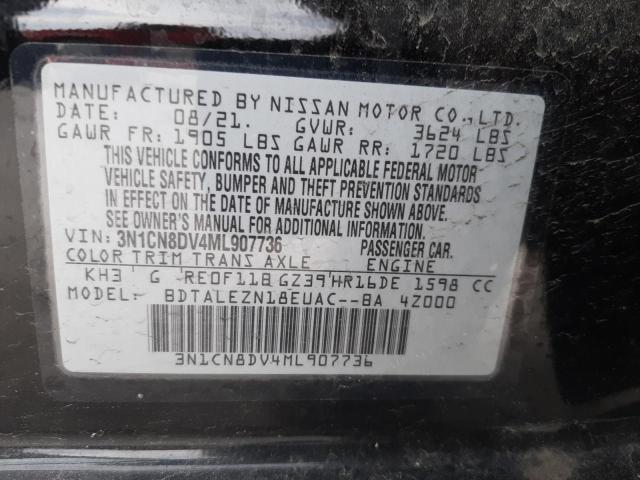 MANUFACTURED BY NISSAN MOTOR CO.,LTD.
DATE: 08/21. GVWR: 3624 LBS
GAWR FR: 1905 LBS GAWR RR: 1720 LBS
THIS VEHICLE CONFORMS TO ALL APPLICABLE FEDERAL MOTOR
VEHICLE SAFETY, BUMPER AND THEFT PREVENTION STANDARDS
IN EFFECT ON THE DATE OF MANUFACTURE SHOWN ABOVE.
SEE OWNER'S MANUAL FOR ADDITIONAL INFORMATION.
VIN: 3N1CN8DV4ML907736 PASSENGER CAR.
COLOR TRIM TRANS AXLE ENGINE
KH3 G RE0F11B GZ39 HR16DE 1598 CC
MODEL: BDTALEZN18EUAC--BA 4Z000
3N1CN8DV4ML907736